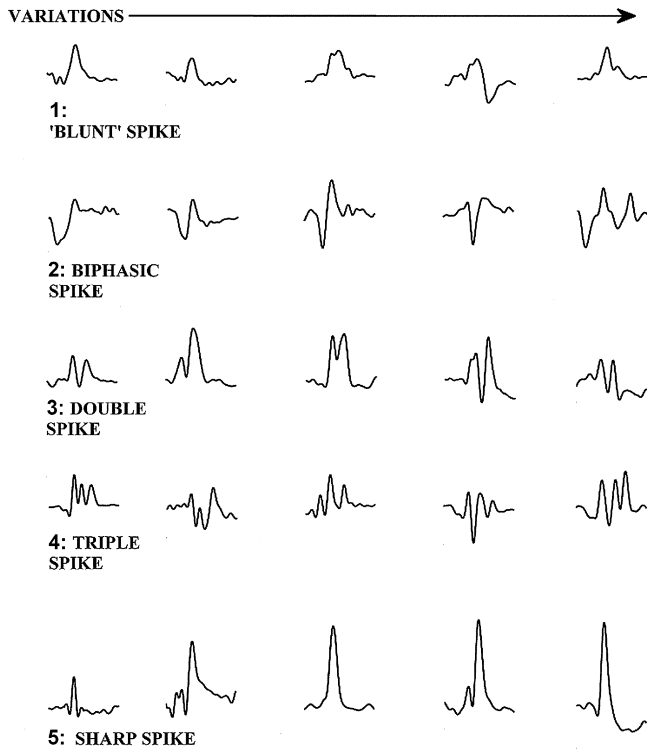 VARIATIONS
1:
'BLUNT' SPIKE
2: BIPHASIC
SPIKE
3: DOUBLE
SPIKE
4: TRIPLE
SPIKE
5: SHARP SPIKE